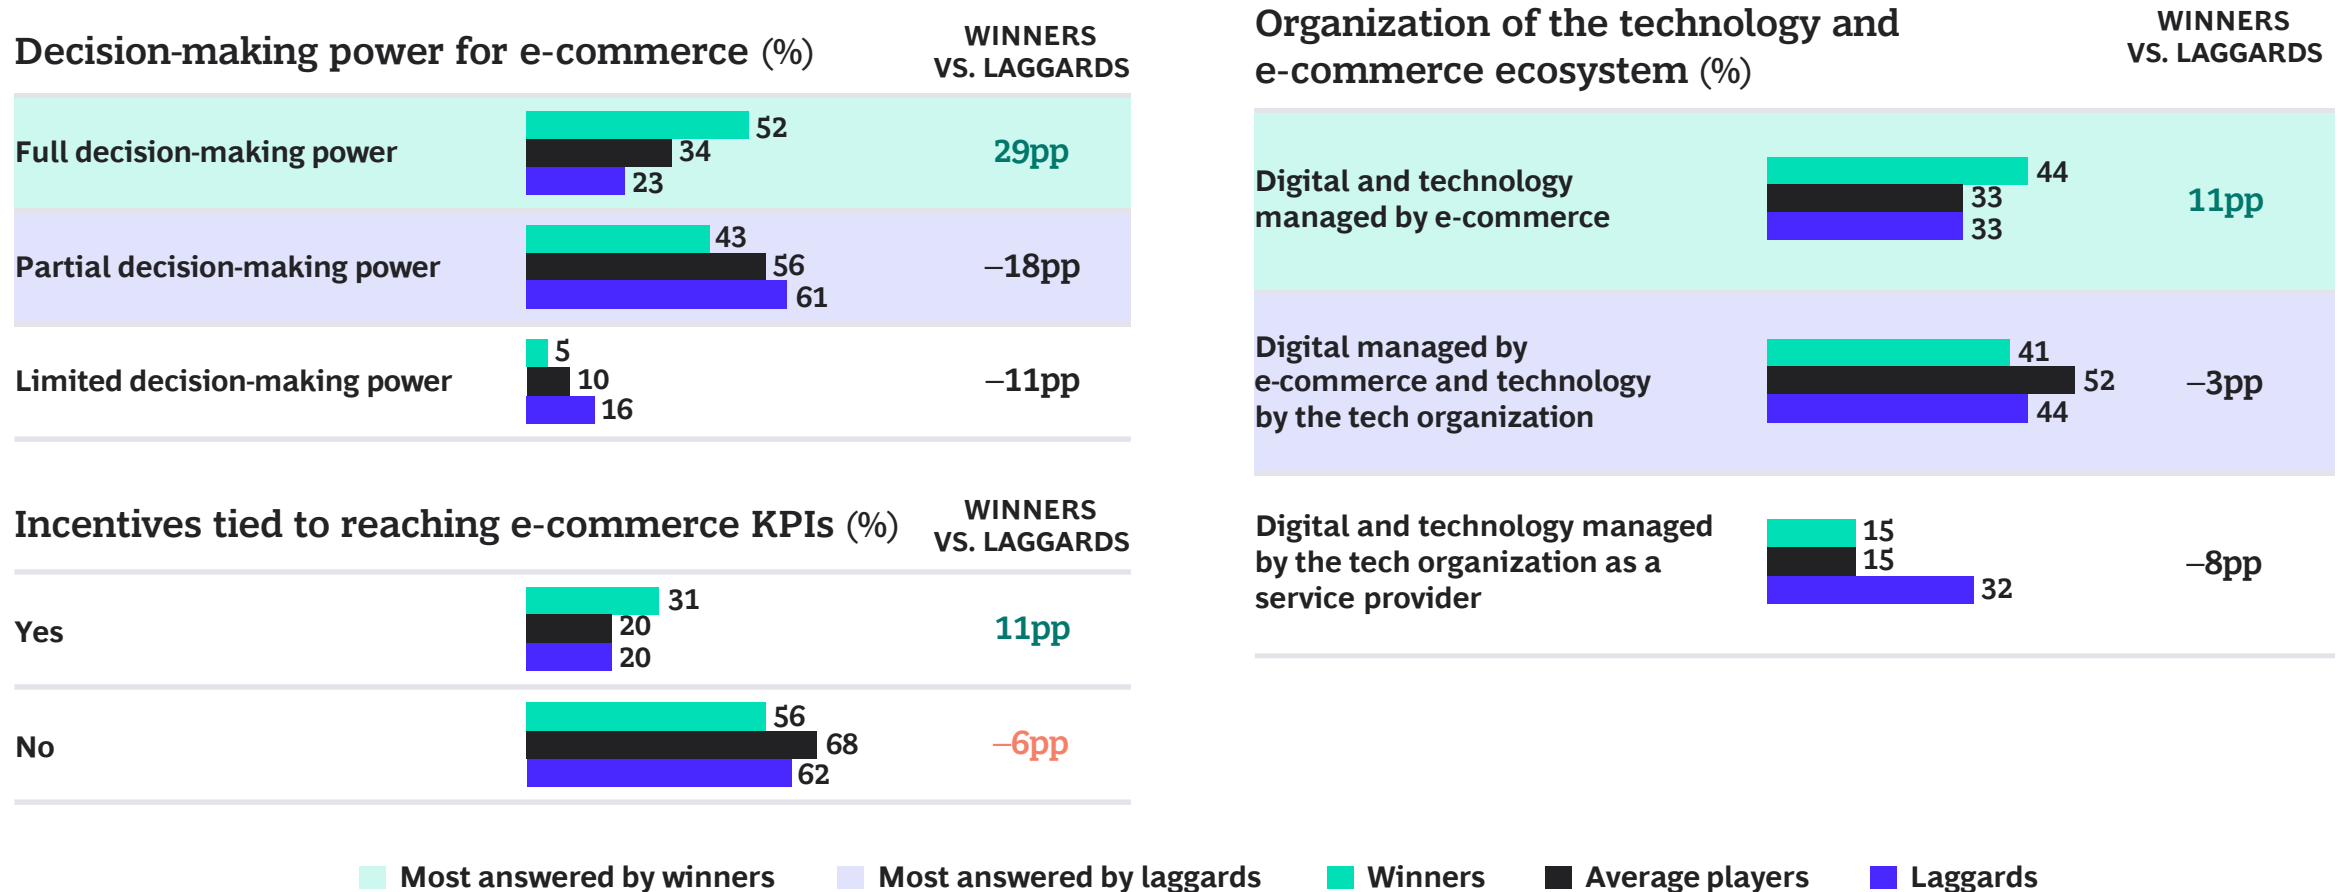 Decision-making power for e-commerce (%)
WINNERS
VS. LAGGARDS
Full decision-making power
52
34
23
29pp
Partial decision-making power
43
56
61
–18pp
Limited decision-making power
5
10
16
–11pp
Incentives tied to reaching e-commerce KPIs (%)
WINNERS
VS. LAGGARDS
Yes
31
20
20
11pp
No
56
68
62
–6pp
Organization of the technology and
e-commerce ecosystem (%)
WINNERS
VS. LAGGARDS
Digital and technology
managed by e-commerce
44
33
33
11pp
Digital managed by
e-commerce and technology
by the tech organization
41
52
44
–3pp
Digital and technology managed
by the tech organization as a
service provider
15
15
32
–8pp
Most answered by winners
Most answered by laggards
Winners
Average players
Laggards